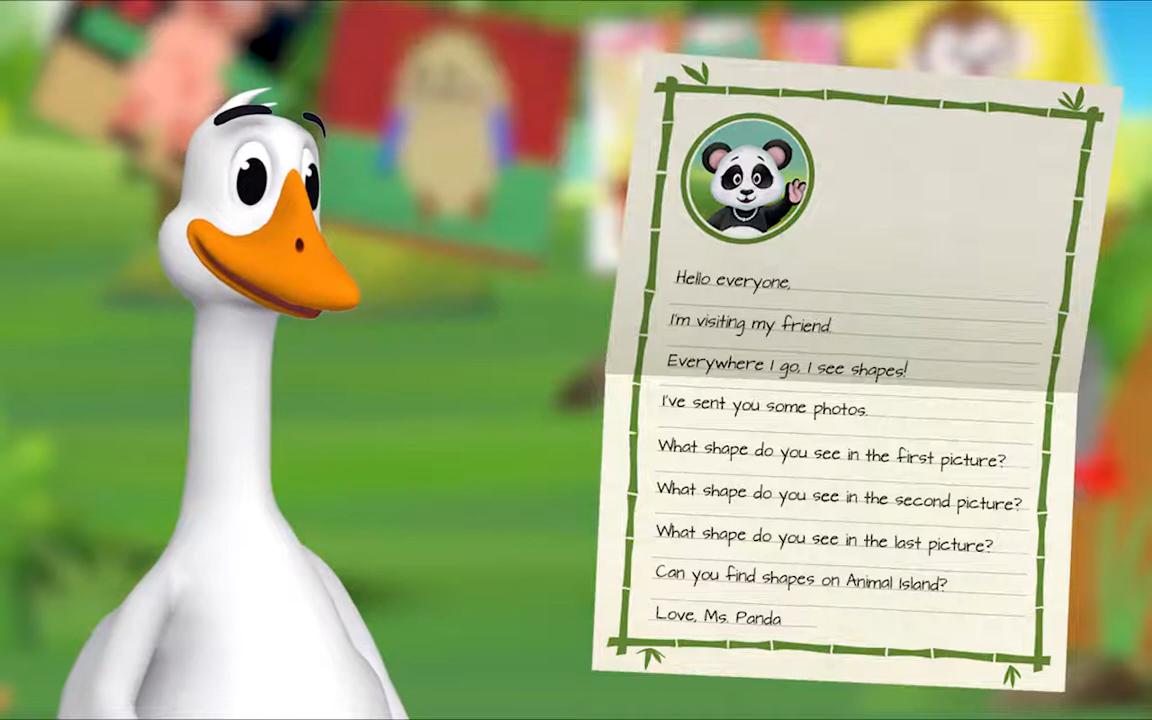 Hello everyone,
I'm visiting my friend.
Everywhere I go, I see shapes!
I've sent you some photos.
What shape do you see in the first picture?
What shape do you see in the second picture?
What shape do you see in the last picture?
Can you find shapes on Animal Island?
Love, Ms. Panda